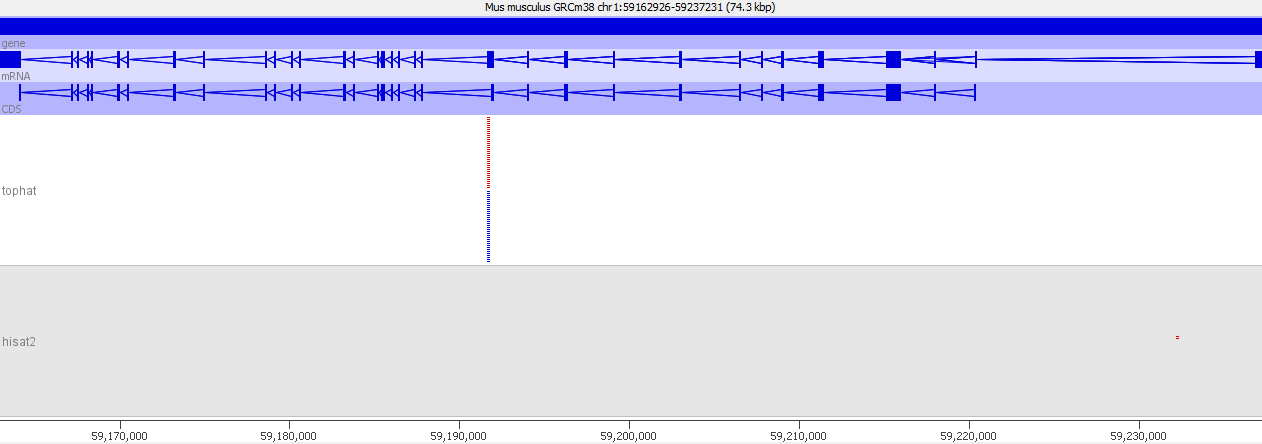 Mus musculus GRCm38 chr1:59162926-59237231 (74.3 kbp)
gene
mRNA
CDS
tophat
hisat2
59,170,000 59,180,000 59,190,000 59,200,000 59,210,000 59,220,000 59,230,000